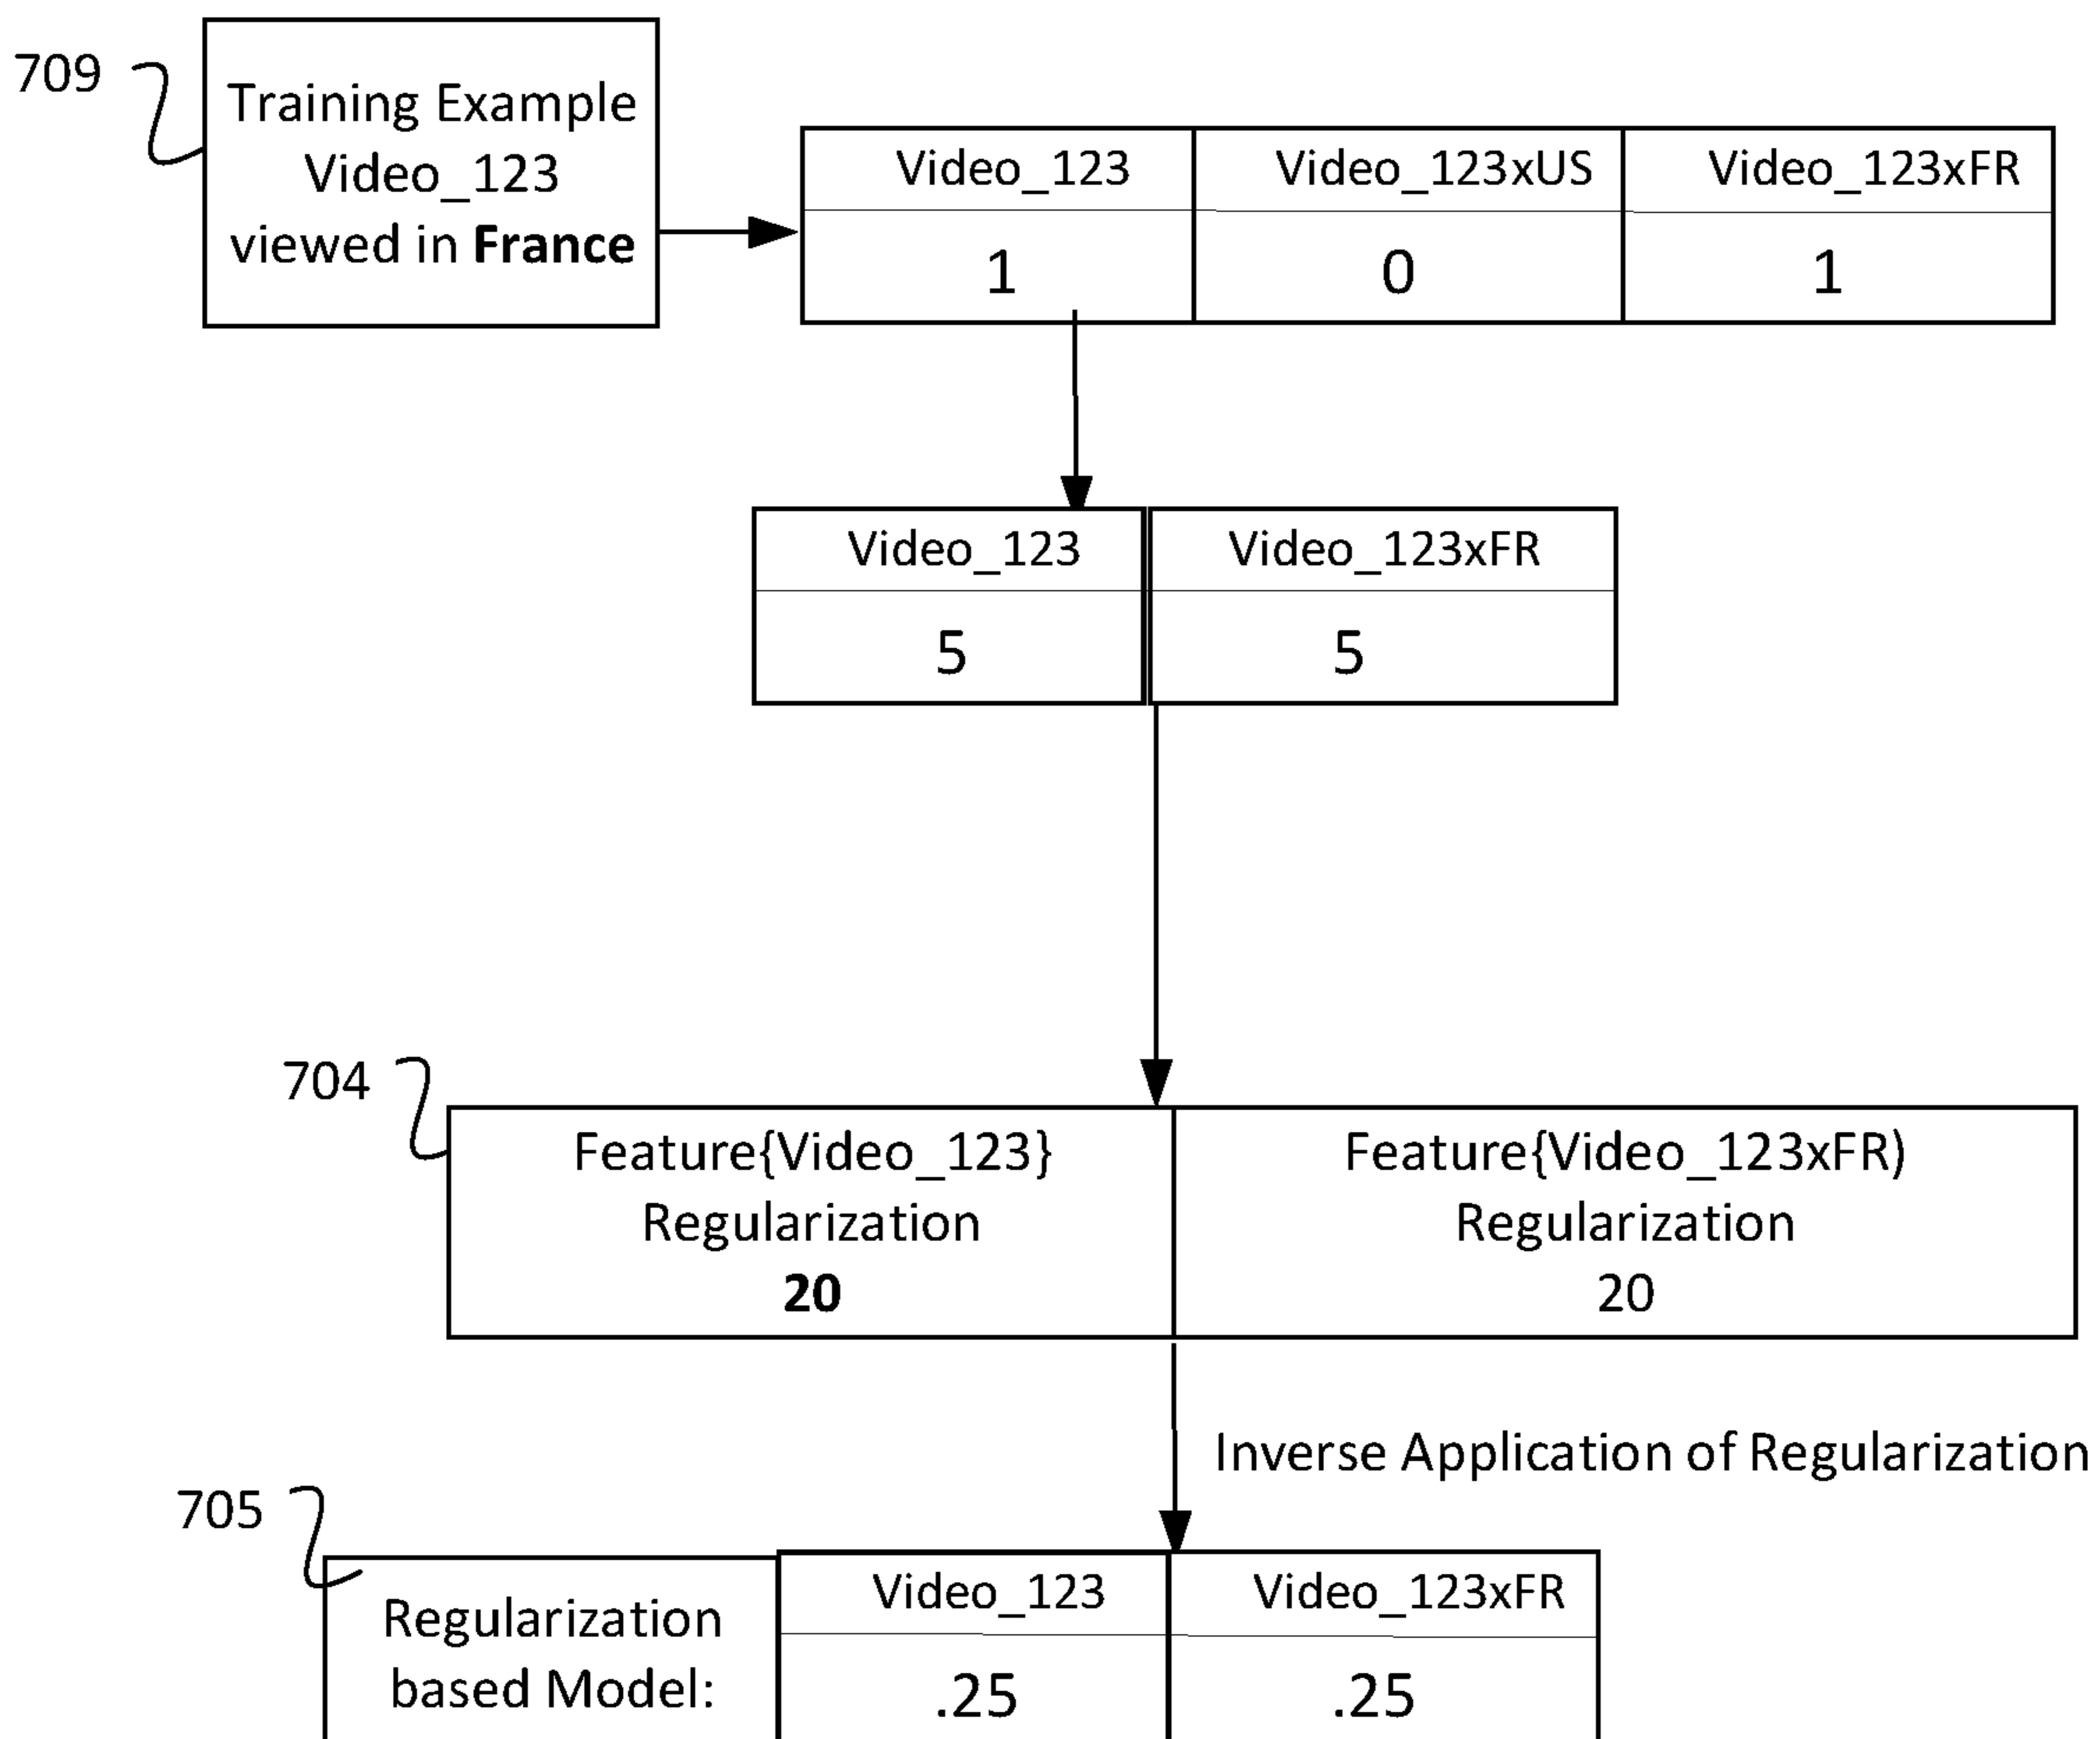 709
Training Example
Video_123
viewed in France
Video_123 Video_123xUS Video_123xFR
1 0 1
Video_123 Video_123xFR
5 5
704
Feature{Video_123} Feature{Video_123xFR)
Regularization Regularization
20 20
Inverse Application of Regularization
705
Regularization
based Model:
Video_123 Video_123xFR
.25 .25